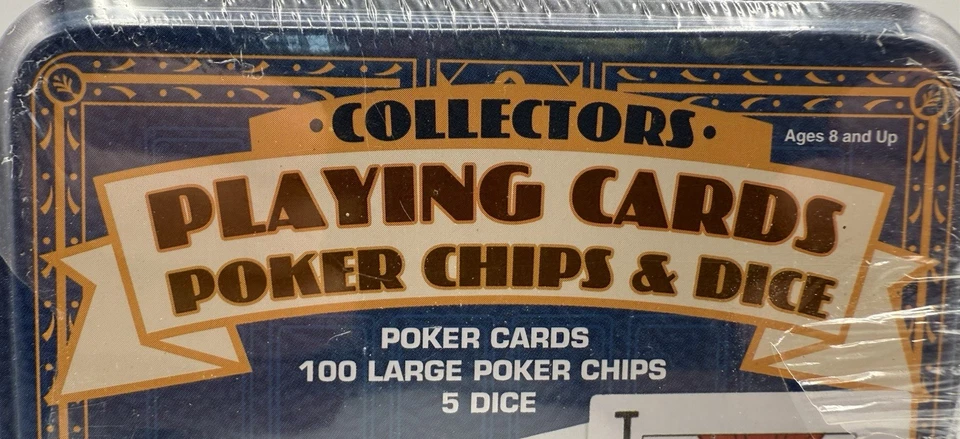 • COLLECTORS •
Ages 8 and Up
PLAYING CARDS
POKER CHIPS & DICE
POKER CARDS
100 LARGE POKER CHIPS
5 DICE